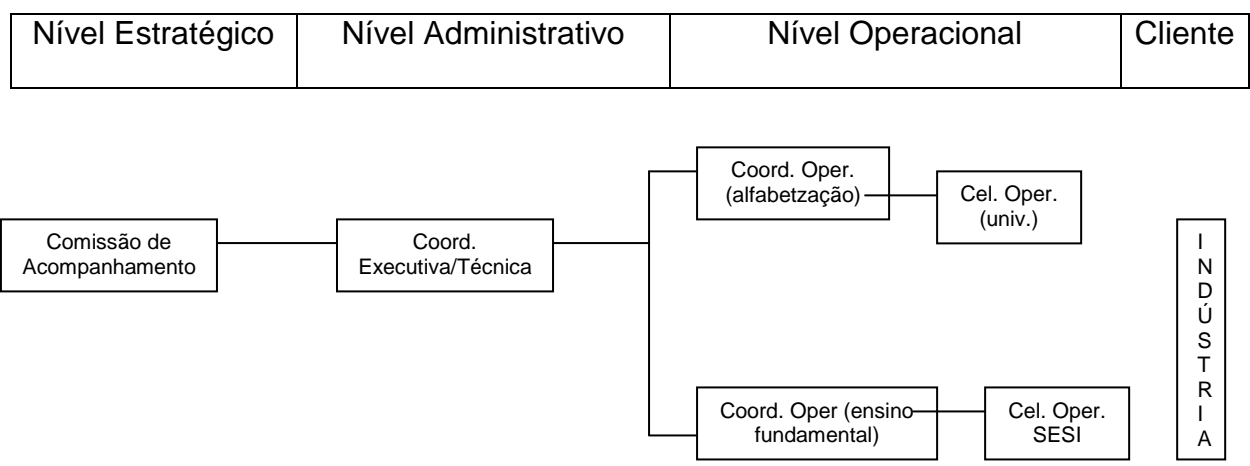 Nível Estratégico
Nível Administrativo
Nível Operacional
Cliente
Coord. Oper.
(alfabetzação)
Cel. Oper.
(univ.)
Comissão de
Acompanhamento
Coord.
Executiva/Técnica
INDÚSTRIA
Coord. Oper (ensino
fundamental)
Cel. Oper.
SESI